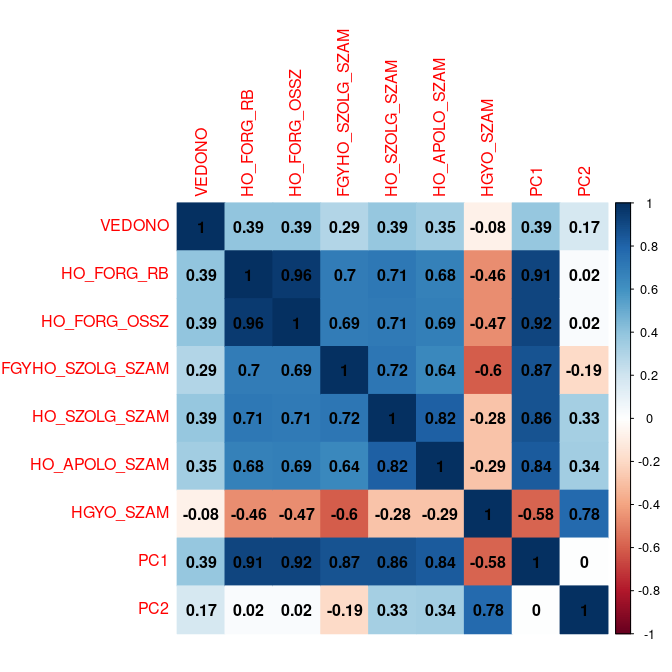 VEDONO HO_FORG_RB HO_FORG_OSSZ FGYHO_SZOLG_SZAM HO_SZOLG_SZAM HO_APOLO_SZAM HGYO_SZAM PC1 PC2
VEDONO 1 0.39 0.39 0.29 0.39 0.35 -0.08 0.39 0.17
HO_FORG_RB 0.39 1 0.96 0.7 0.71 0.68 -0.46 0.91 0.02
HO_FORG_OSSZ 0.39 0.96 1 0.69 0.71 0.69 -0.47 0.92 0.02
FGYHO_SZOLG_SZAM 0.29 0.7 0.69 1 0.72 0.64 -0.6 0.87 -0.19
HO_SZOLG_SZAM 0.39 0.71 0.71 0.72 1 0.82 -0.28 0.86 0.33
HO_APOLO_SZAM 0.35 0.68 0.69 0.64 0.82 1 -0.29 0.84 0.34
HGYO_SZAM -0.08 -0.46 -0.47 -0.6 -0.28 -0.29 1 -0.58 0.78
PC1 0.39 0.91 0.92 0.87 0.86 0.84 -0.58 1 0
PC2 0.17 0.02 0.02 -0.19 0.33 0.34 0.78 0 1
1
0.8
0.6
0.4
0.2
0
-0.2
-0.4
-0.6
-0.8
-1